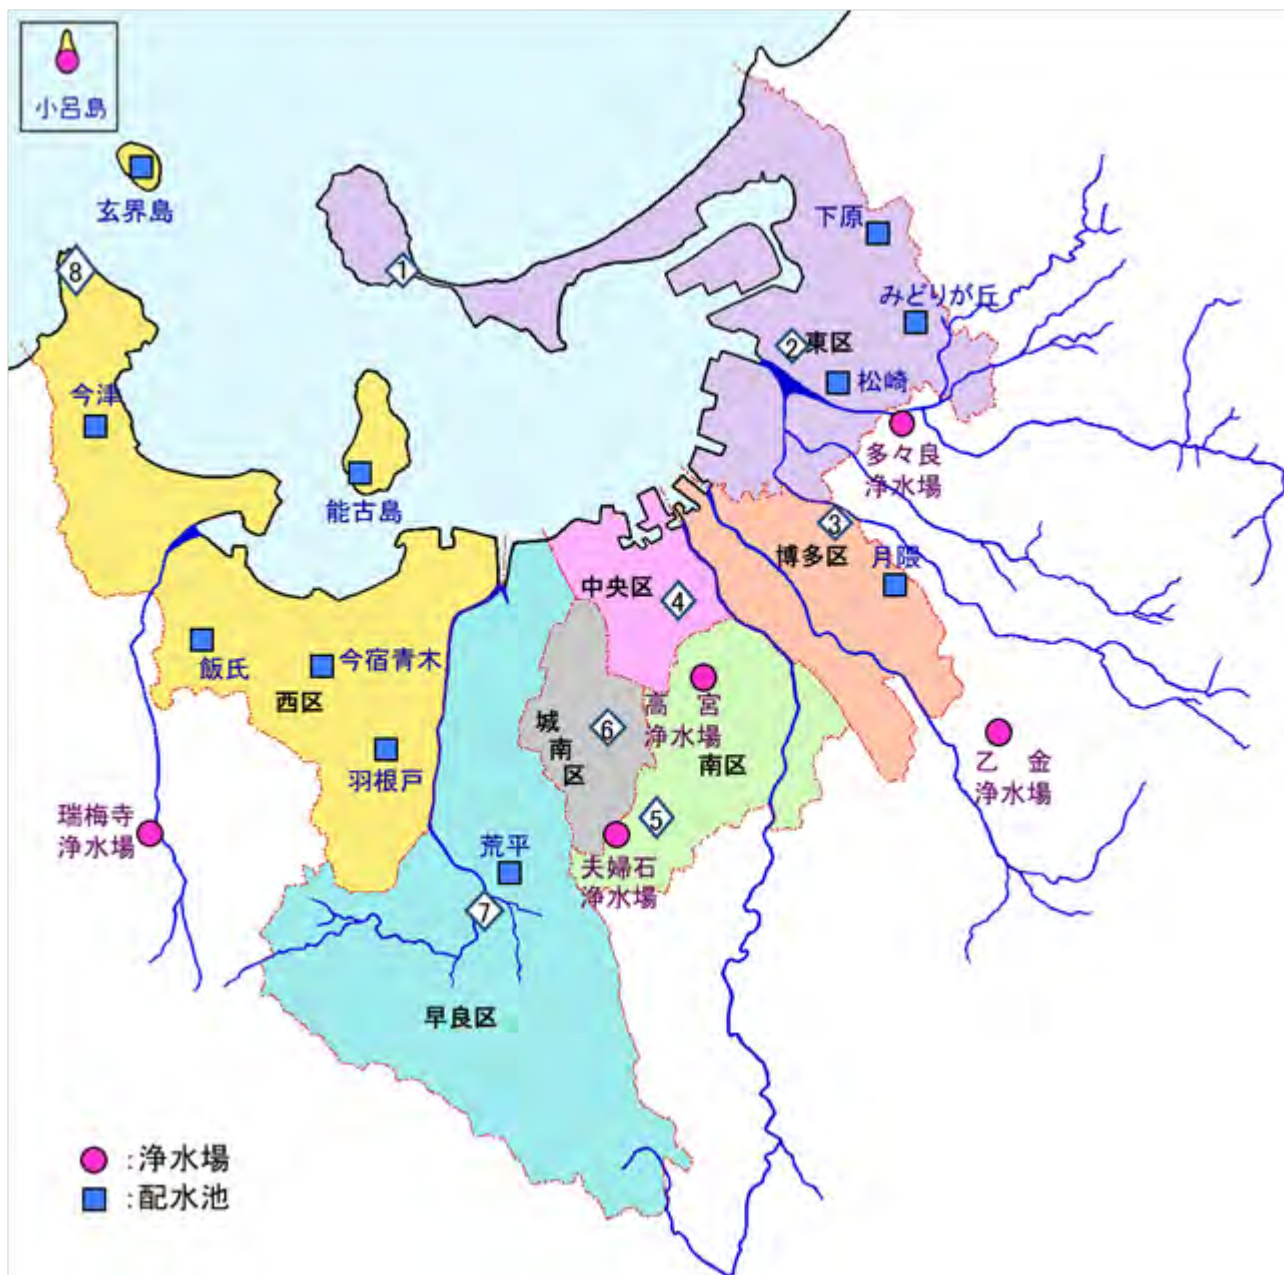 小呂島
玄界島
8
1
下原
みどりが丘
2
東区
松崎
今津
能古島
多々良
浄水場
3
博多区
月隈
中央区
4
飯氏
今宿青木
西区
高 宮
浄水場
城
南
区
6
南区
乙 金
浄水場
羽根戸
瑞梅寺
浄水場
5
荒平
夫婦石
浄水場
7
早良区
:浄水場
:配水池